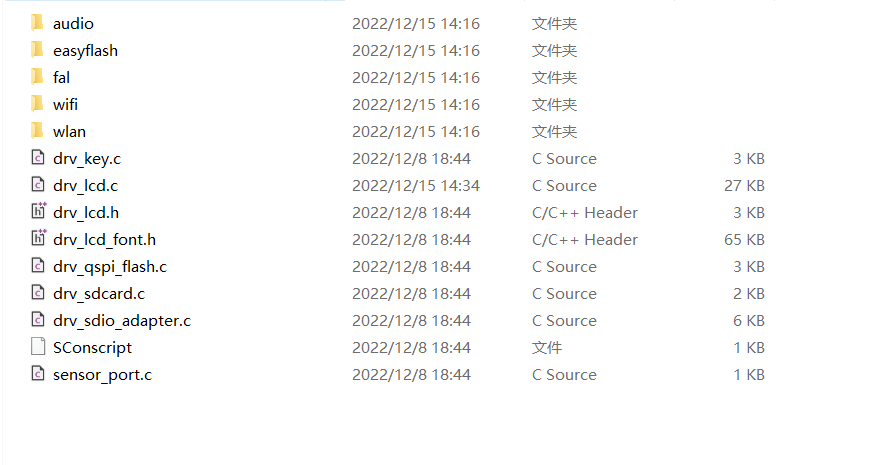 audio 2022/12/15 14:16 文件夹
easyflash 2022/12/15 14:16 文件夹
fal 2022/12/15 14:16 文件夹
wifi 2022/12/15 14:16 文件夹
wlan 2022/12/15 14:16 文件夹
drv_key.c 2022/12/8 18:44 C Source 3 KB
drv_lcd.c 2022/12/15 14:34 C Source 27 KB
drv_lcd.h 2022/12/8 18:44 C/C++ Header 3 KB
drv_lcd_font.h 2022/12/8 18:44 C/C++ Header 65 KB
drv_qspi_flash.c 2022/12/8 18:44 C Source 3 KB
drv_sdcard.c 2022/12/8 18:44 C Source 2 KB
drv_sdio_adapter.c 2022/12/8 18:44 C Source 6 KB
SConscript 2022/12/8 18:44 文件 1 KB
sensor_port.c 2022/12/8 18:44 C Source 1 KB